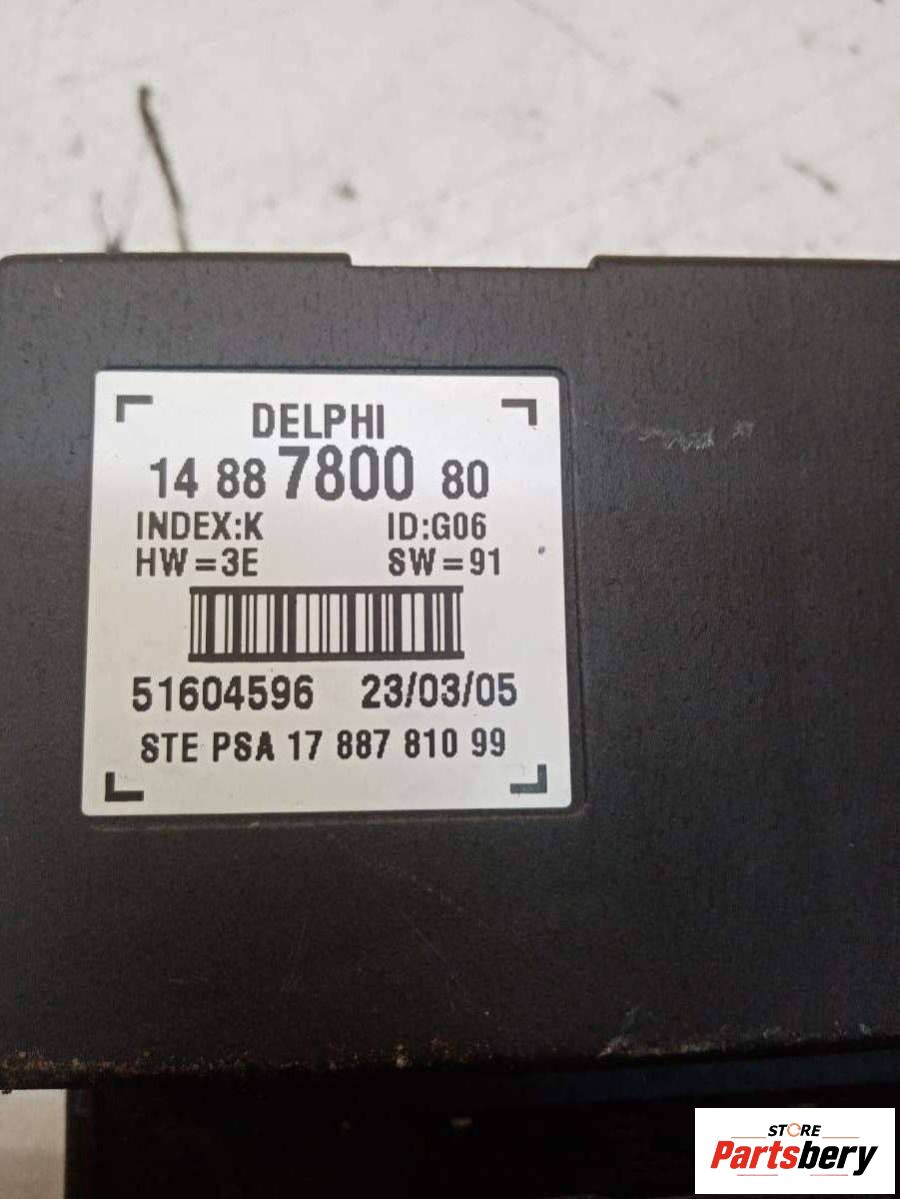 DELPHI
14 88 7800 80
INDEX:K ID:G06
HW=3E SW=91
51604596 23/03/05
STE PSA 17 887 810 99
STORE
Partsbery